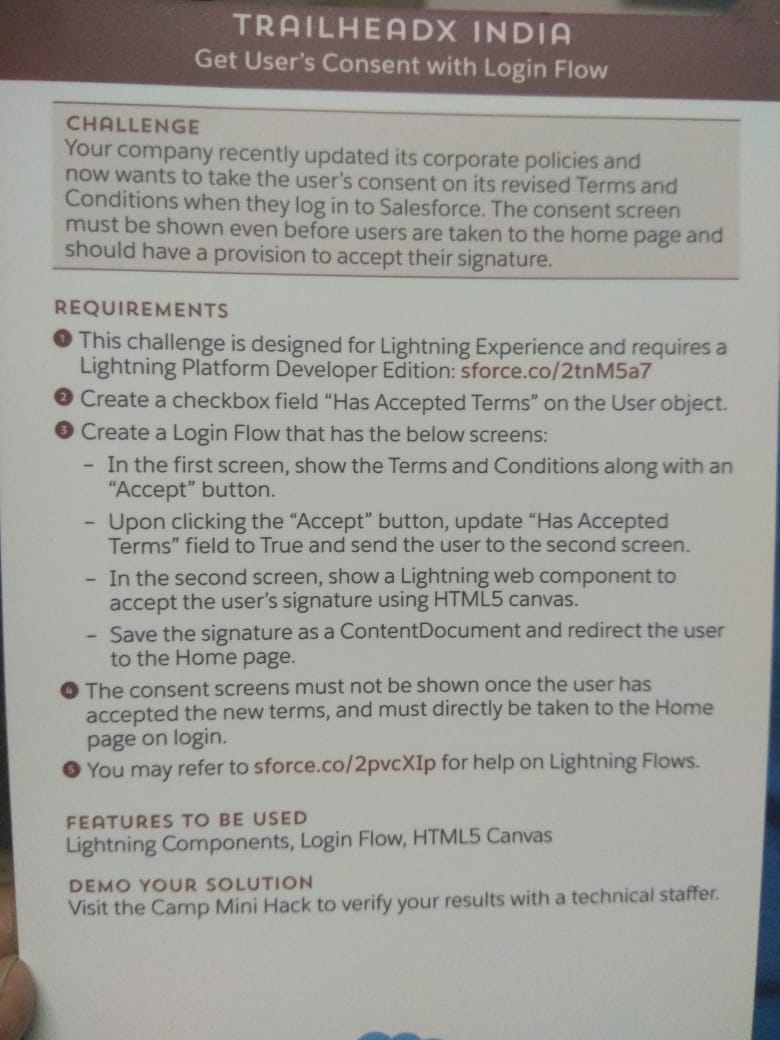 TRAILHEADX INDIA
Get User's Consent with Login Flow
CHALLENGE
Your company recently updated its corporate policies and
now wants to take the user's consent on its revised Terms and
Conditions when they log in to Salesforce. The consent screen
must be shown even before users are taken to the home page and
should have a provision to accept their signature.
REQUIREMENTS
1 This challenge is designed for Lightning Experience and requires a
Lightning Platform Developer Edition: sforce.co/2tnM5a7
2 Create a checkbox field "Has Accepted Terms" on the User object.
3 Create a Login Flow that has the below screens:
– In the first screen, show the Terms and Conditions along with an
"Accept" button.
– Upon clicking the "Accept" button, update "Has Accepted
Terms" field to True and send the user to the second screen.
– In the second screen, show a Lightning web component to
accept the user's signature using HTML5 canvas.
– Save the signature as a ContentDocument and redirect the user
to the Home page.
4 The consent screens must not be shown once the user has
accepted the new terms, and must directly be taken to the Home
page on login.
5 You may refer to sforce.co/2pvcXIp for help on Lightning Flows.
FEATURES TO BE USED
Lightning Components, Login Flow, HTML5 Canvas
DEMO YOUR SOLUTION
Visit the Camp Mini Hack to verify your results with a technical staffer.